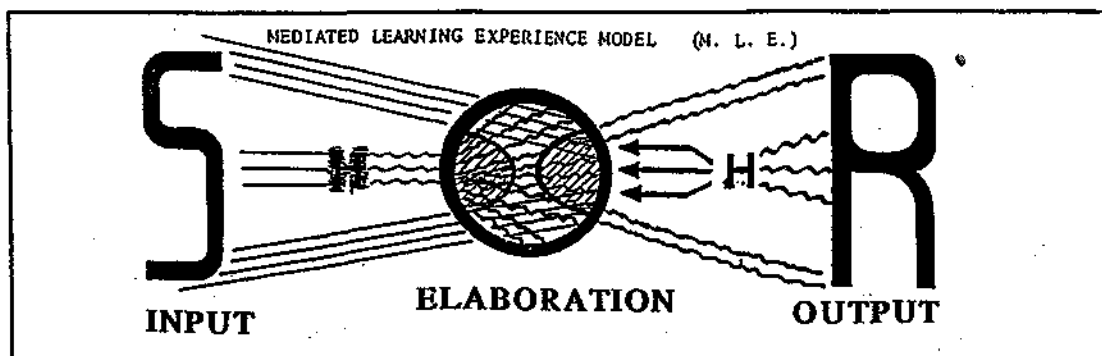 MEDIATED LEARNING EXPERIENCE MODEL (M. L. E.)
S O R
H
INPUT ELABORATION OUTPUT